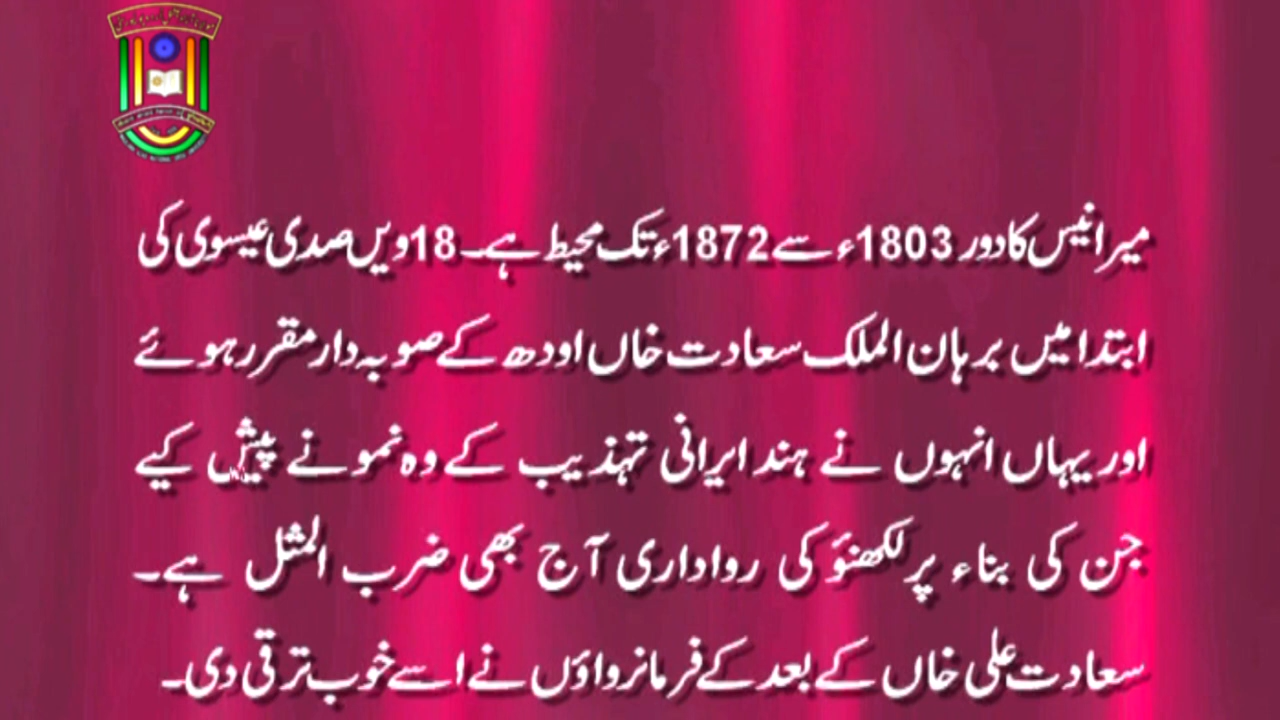 میر انیس کا دور 1803ء سے 1872ء تک محیط ہے۔ 18ویں صدی عیسوی کی
ابتدا میں برہان الملک سعادت خاں اودھ کے صوبہ دار مقرر ہوئے
اور یہاں انہوں نے ہند ایرانی تہذیب کے وہ نمونے پیش کیے
جن کی بناء پر لکھنؤ کی رواداری آج بھی ضرب المثل ہے۔
سعادت علی خاں کے بعد کے فرمانرواؤں نے اسے خوب ترقی دی۔